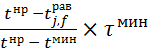 t^{нр} − t_{j,f}^{рав}
t^{нр} − t^{мин} × τ^{мин}